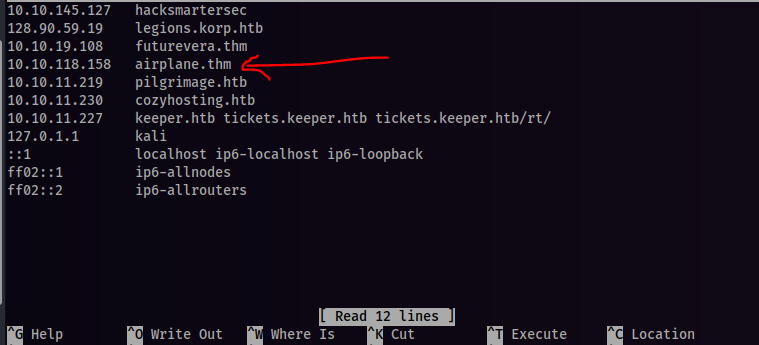 10.10.145.127 hacksmartersec
128.90.59.19 legions.korp.htb
10.10.19.108 futurevera.thm
10.10.118.158 airplane.thm
10.10.11.219 pilgrimage.htb
10.10.11.230 cozyhosting.htb
10.10.11.227 keeper.htb tickets.keeper.htb tickets.keeper.htb/rt/
127.0.1.1 kali
::1 localhost ip6-localhost ip6-loopback
ff02::1 ip6-allnodes
ff02::2 ip6-allrouters
[ Read 12 lines ]
^G Help ^O Write Out ^W Where Is ^K Cut ^T Execute ^C Location